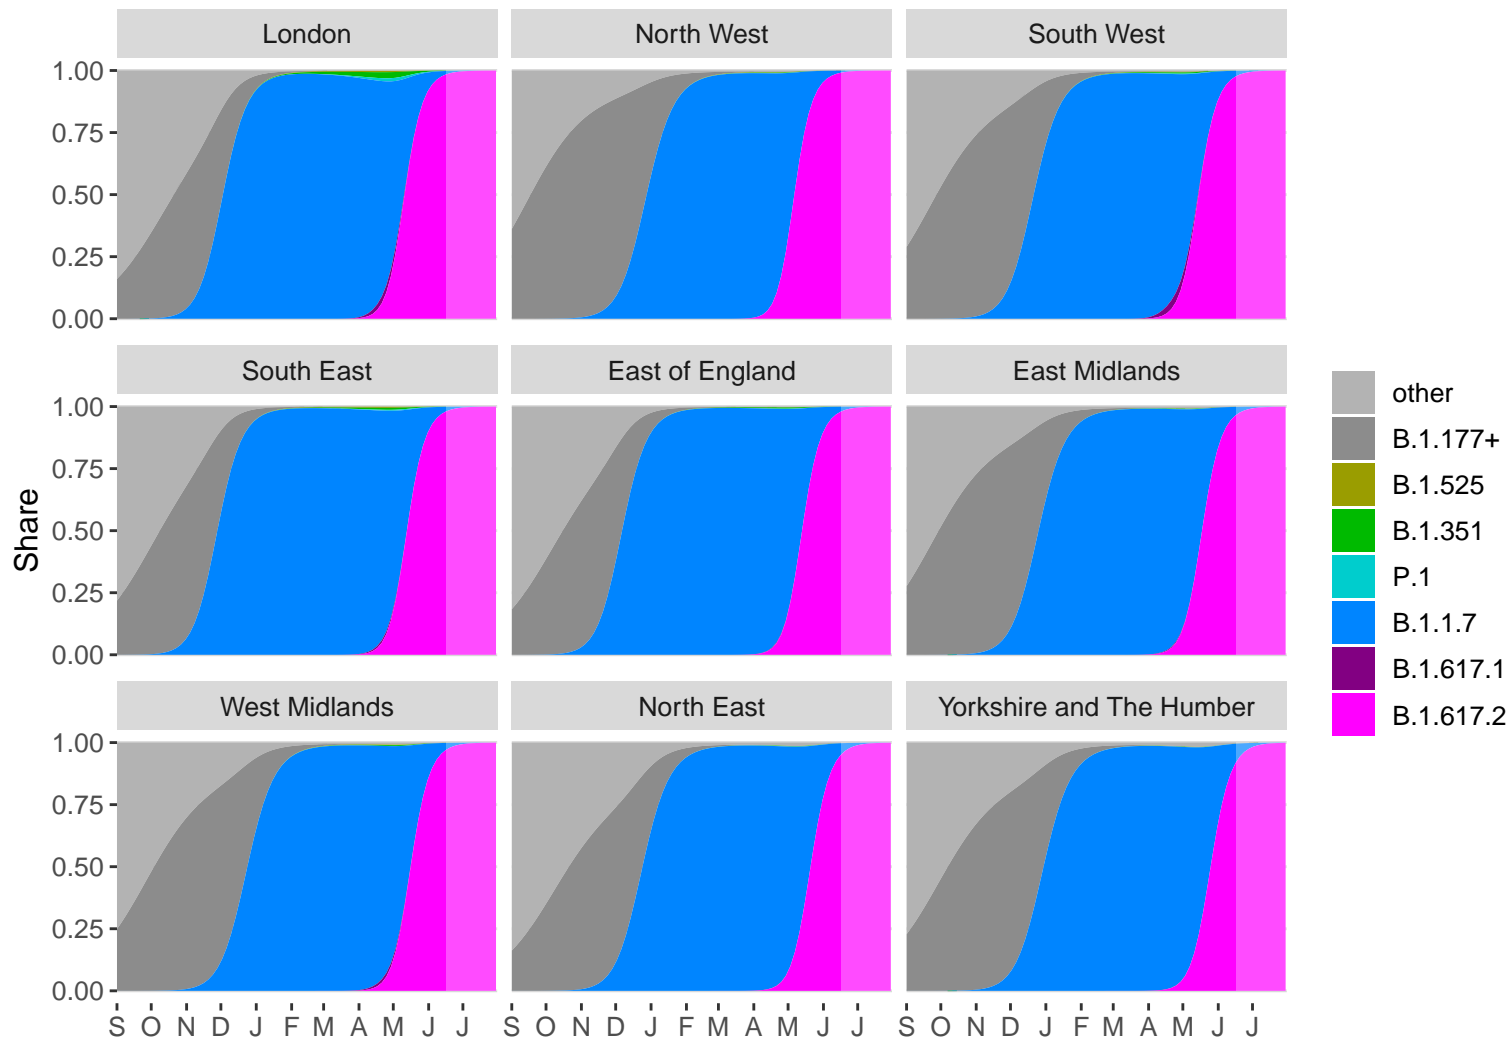 London
North West
South West
1.00
0.75
0.50
0.25
0.00
South East
East of England
East Midlands
1.00
0.75
0.50
0.25
0.00
Share
West Midlands
North East
Yorkshire and The Humber
1.00
0.75
0.50
0.25
0.00
S O N D J F M A M J J
S O N D J F M A M J J
S O N D J F M A M J J
other
B.1.177+
B.1.525
B.1.351
P.1
B.1.1.7
B.1.617.1
B.1.617.2